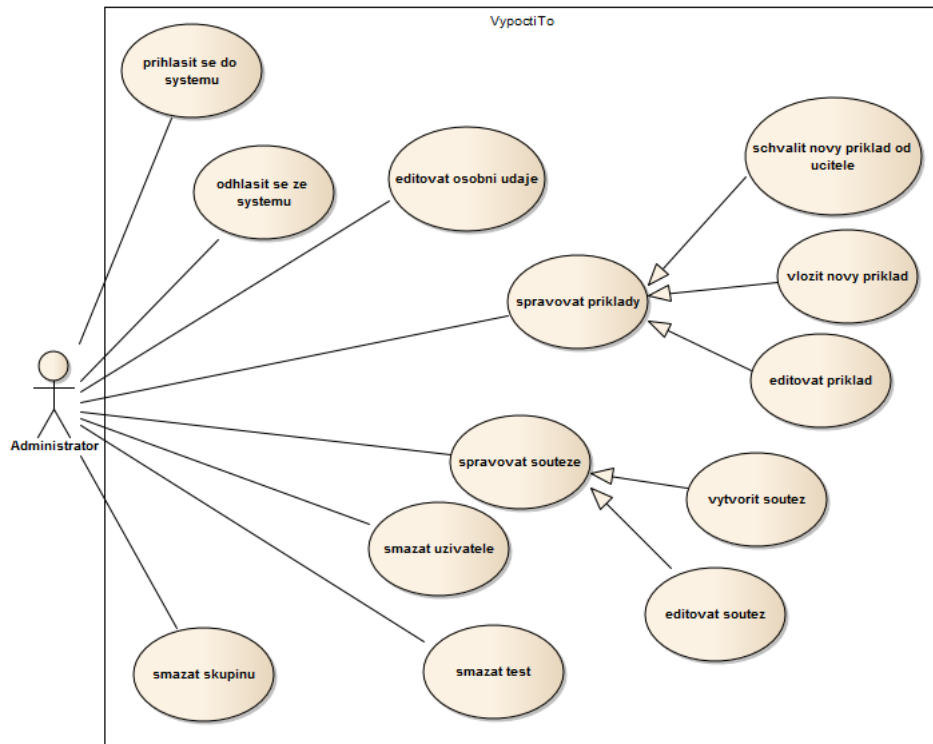 VypoctiTo
prihlasit se do
systemu
odhlasit se ze
systemu
editovat osobni udaje
schvalit novy priklad od
ucitele
vlozit novy priklad
spravovat priklady
editovat priklad
Administrator
spravovat souteze
vytvorit soutez
smazat uzivatele
editovat soutez
smazat skupinu
smazat test